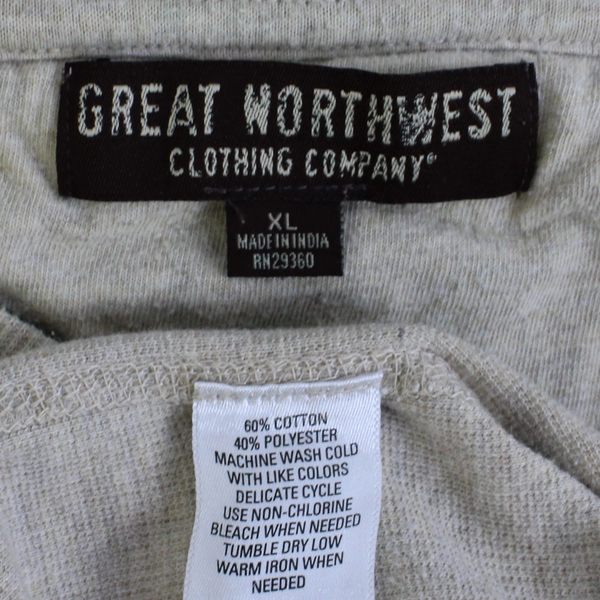 GREAT NORTHWEST
CLOTHING COMPANY®
XL
MADE IN INDIA
RN29360
60% COTTON
40% POLYESTER
MACHINE WASH COLD
WITH LIKE COLORS
DELICATE CYCLE
USE NON-CHLORINE
BLEACH WHEN NEEDED
TUMBLE DRY LOW
WARM IRON WHEN
NEEDED